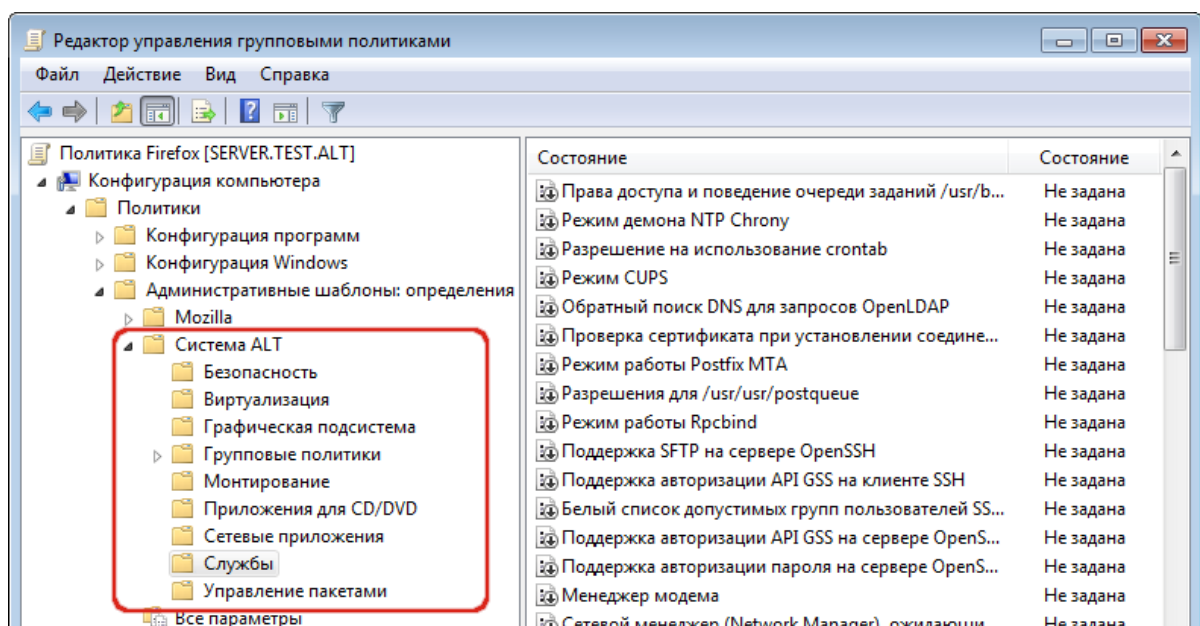 Редактор управления групповыми политиками
Файл Действие Вид Справка
Политика Firefox [SERVER.TEST.ALT]
Конфигурация компьютера
Политики
Конфигурация программ
Конфигурация Windows
Административные шаблоны: определения
Mozilla
Система ALT
Безопасность
Виртуализация
Графическая подсистема
Групповые политики
Монтирование
Приложения для CD/DVD
Сетевые приложения
Службы
Управление пакетами
Все параметры
Состояние Состояние
Права доступа и поведение очереди заданий /usr/b... Не задана
Режим демона NTP Chrony Не задана
Разрешение на использование crontab Не задана
Режим CUPS Не задана
Обратный поиск DNS для запросов OpenLDAP Не задана
Проверка сертификата при установлении соедине... Не задана
Режим работы Postfix MTA Не задана
Разрешения для /usr/usr/postqueue Не задана
Режим работы Rpcbind Не задана
Поддержка SFTP на сервере OpenSSH Не задана
Поддержка авторизации API GSS на клиенте SSH Не задана
Белый список допустимых групп пользователей SS... Не задана
Поддержка авторизации API GSS на сервере OpenS... Не задана
Поддержка авторизации пароля на сервере OpenS... Не задана
Менеджер модема Не задана
Сетевой менеджер (Network Manager), ожидающи... Не задана